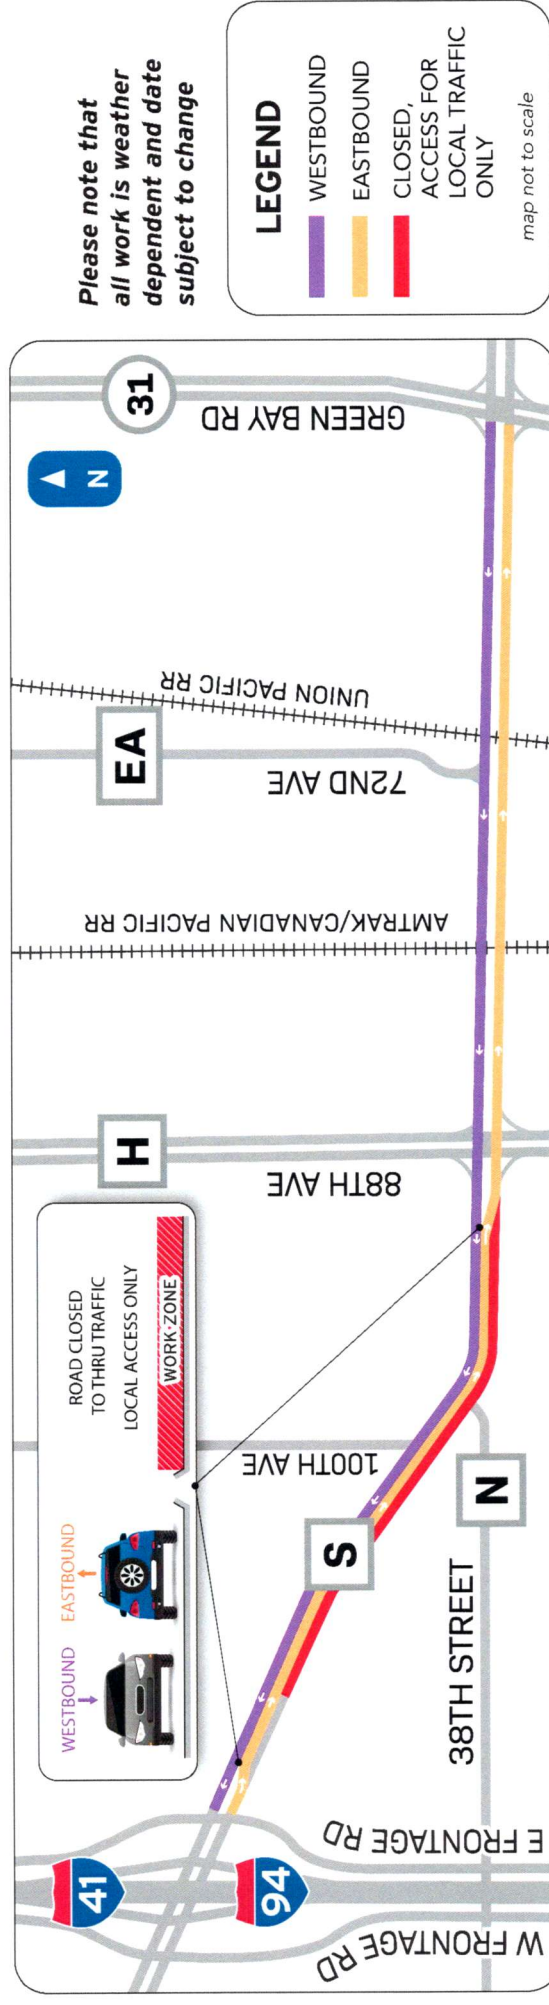 41
94
W FRONTAGE RD
E FRONTAGE RD
38TH STREET
S
N
100TH AVE
WESTBOUND
EASTBOUND
ROAD CLOSED
TO THRU TRAFFIC
LOCAL ACCESS ONLY
WORK ZONE
H
88TH AVE
AMTRAK/CANADIAN PACIFIC RR
EA
72ND AVE
UNION PACIFIC RR
N
31
GREEN BAY RD
Please note that
all work is weather
dependent and date
subject to change
LEGEND
WESTBOUND
EASTBOUND
CLOSED,
ACCESS FOR
LOCAL TRAFFIC
ONLY
map not to scale